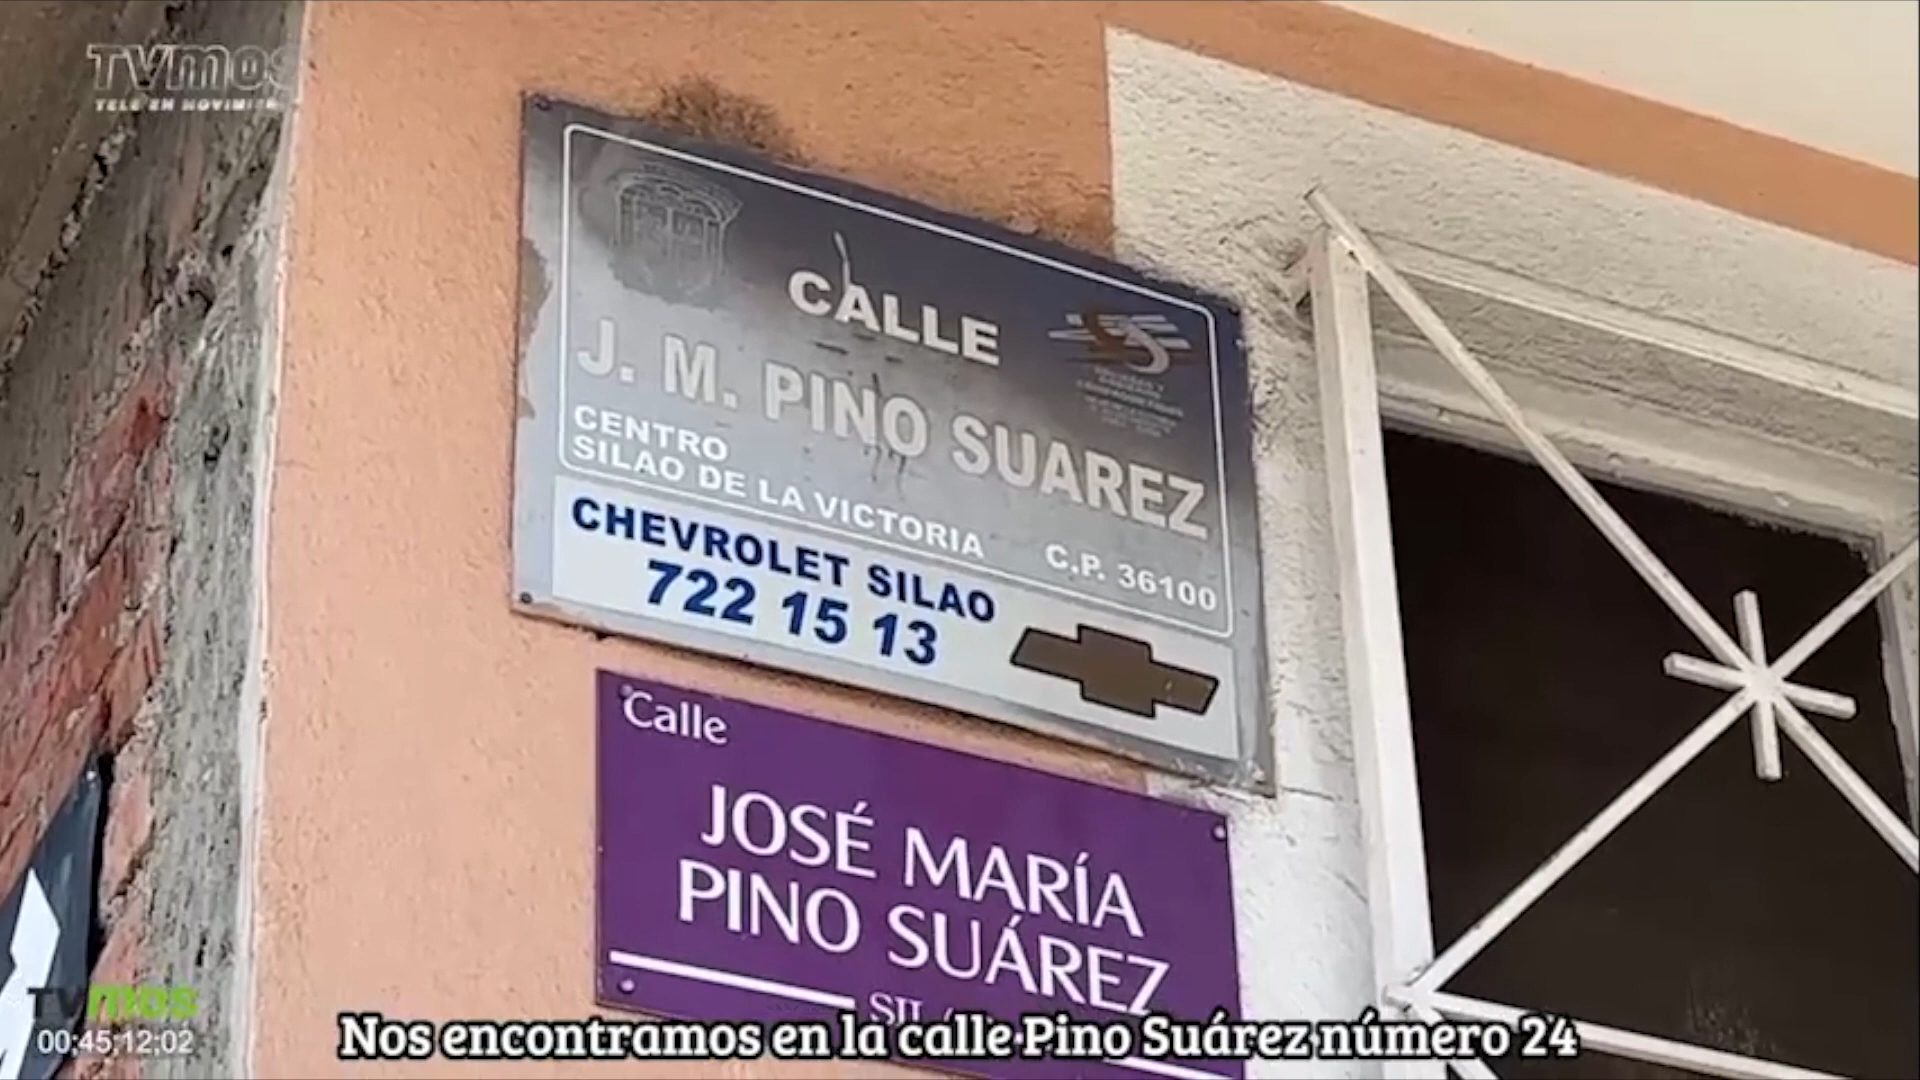 TVmos
TELE EN MOVIMIE
CALLE
J. M. PINO SUAREZ
CENTRO
SILAO DE LA VICTORIA C.P. 36100
CHEVROLET SILAO
722 15 13
Calle
JOSÉ MARÍA
PINO SUÁREZ
TVmos
00;45;12;02
Nos encontramos en la calle Pino Suárez número 24